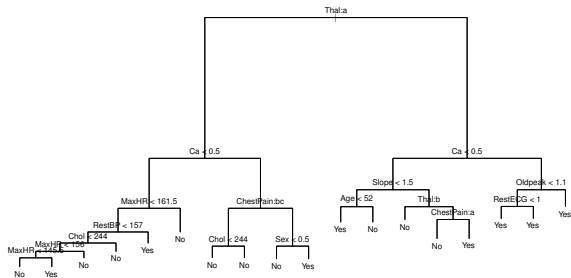 Thal:a
Ca < 0.5
Ca < 0.5
MaxHR < 161.5
ChestPain:bc
Slope < 1.5
Oldpeak < 1.1
RestBP < 157
No
Chol < 244
Sex < 0.5
Age < 52
Thal:b
RestECG < 1
Chol < 244
Yes
No
No
No
Yes
Yes
No
No
ChestPain:a
Yes
Yes
Yes
MaxHR < 156
No
No
Yes
MaxHR < 145.5
No
No
Yes